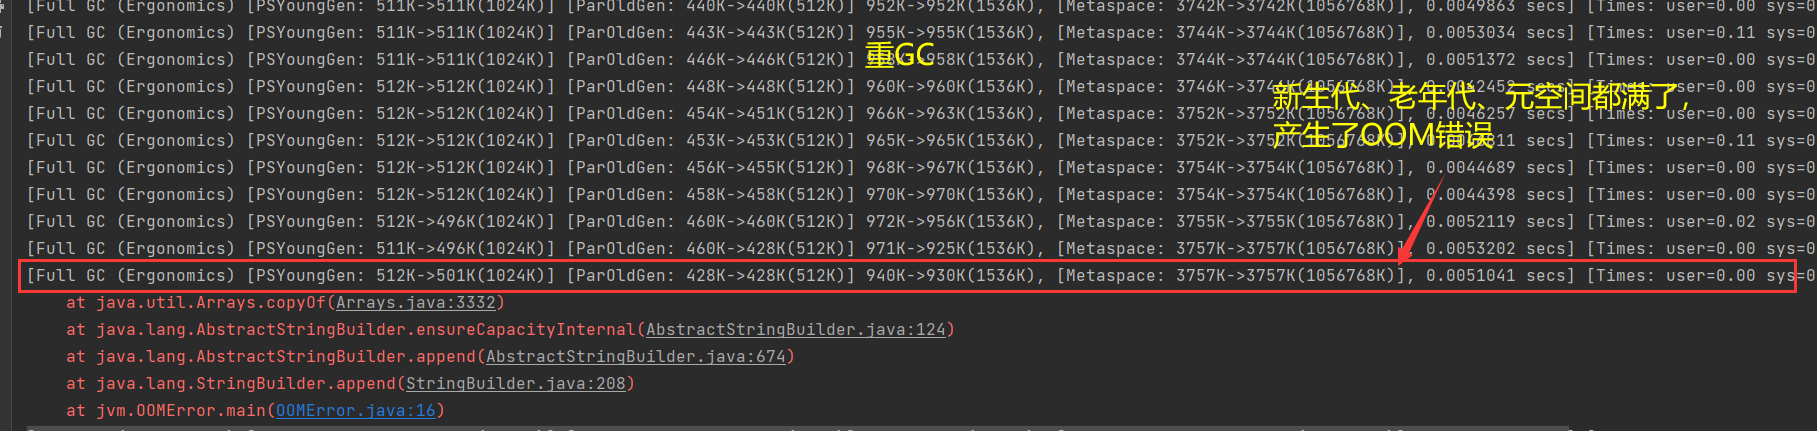 [Full GC (Ergonomics) [PSYoungGen: 511K->511K(1024K)] [ParOldGen: 440K->440K(512K)] 952K->952K(1536K), [Metaspace: 3742K->3742K(1056768K)], 0.0049863 secs] [Times: user=0.00 sys=0
[Full GC (Ergonomics) [PSYoungGen: 511K->511K(1024K)] [ParOldGen: 443K->443K(512K)] 955K->955K(1536K), [Metaspace: 3744K->3744K(1056768K)], 0.0053034 secs] [Times: user=0.11 sys=0
重GC
[Full GC (Ergonomics) [PSYoungGen: 511K->511K(1024K)] [ParOldGen: 446K->446K(512K)] 958K->958K(1536K), [Metaspace: 3744K->3744K(1056768K)], 0.0051372 secs] [Times: user=0.00 sys=0
新生代、老年代、元空间都满了,
产生了OOM错误
[Full GC (Ergonomics) [PSYoungGen: 512K->512K(1024K)] [ParOldGen: 448K->448K(512K)] 960K->960K(1536K), [Metaspace: 3746K->3746K(1056768K)], secs] [Times: user=0.00 sys=0
[Full GC (Ergonomics) [PSYoungGen: 512K->512K(1024K)] [ParOldGen: 454K->451K(512K)] 966K->963K(1536K), [Metaspace: 3752K->3752K(1056768K)], 0.0046257 secs] [Times: user=0.00 sys=0
[Full GC (Ergonomics) [PSYoungGen: 512K->512K(1024K)] [ParOldGen: 453K->453K(512K)] 965K->965K(1536K), [Metaspace: 3752K->3752K(1056768K)], secs] [Times: user=0.11 sys=0
[Full GC (Ergonomics) [PSYoungGen: 512K->512K(1024K)] [ParOldGen: 456K->455K(512K)] 968K->967K(1536K), [Metaspace: 3754K->3754K(1056768K)], 0.0044689 secs] [Times: user=0.00 sys=0
[Full GC (Ergonomics) [PSYoungGen: 512K->512K(1024K)] [ParOldGen: 458K->458K(512K)] 970K->970K(1536K), [Metaspace: 3754K->3754K(1056768K)], 0.0044398 secs] [Times: user=0.00 sys=0
[Full GC (Ergonomics) [PSYoungGen: 512K->496K(1024K)] [ParOldGen: 460K->460K(512K)] 972K->956K(1536K), [Metaspace: 3755K->3755K(1056768K)], 0.0052119 secs] [Times: user=0.02 sys=0
[Full GC (Ergonomics) [PSYoungGen: 511K->496K(1024K)] [ParOldGen: 460K->428K(512K)] 971K->925K(1536K), [Metaspace: 3757K->3757K(1056768K)], 0.0053202 secs] [Times: user=0.00 sys=0
[Full GC (Ergonomics) [PSYoungGen: 512K->501K(1024K)] [ParOldGen: 428K->428K(512K)] 940K->930K(1536K), [Metaspace: 3757K->3757K(1056768K)], 0.0051041 secs] [Times: user=0.00 sys=0
at java.util.Arrays.copyOf(Arrays.java:3332)
at java.lang.AbstractStringBuilder.ensureCapacityInternal(AbstractStringBuilder.java:124)
at java.lang.AbstractStringBuilder.append(AbstractStringBuilder.java:674)
at java.lang.StringBuilder.append(StringBuilder.java:208)
at jvm.OOMError.main(OOMError.java:16)